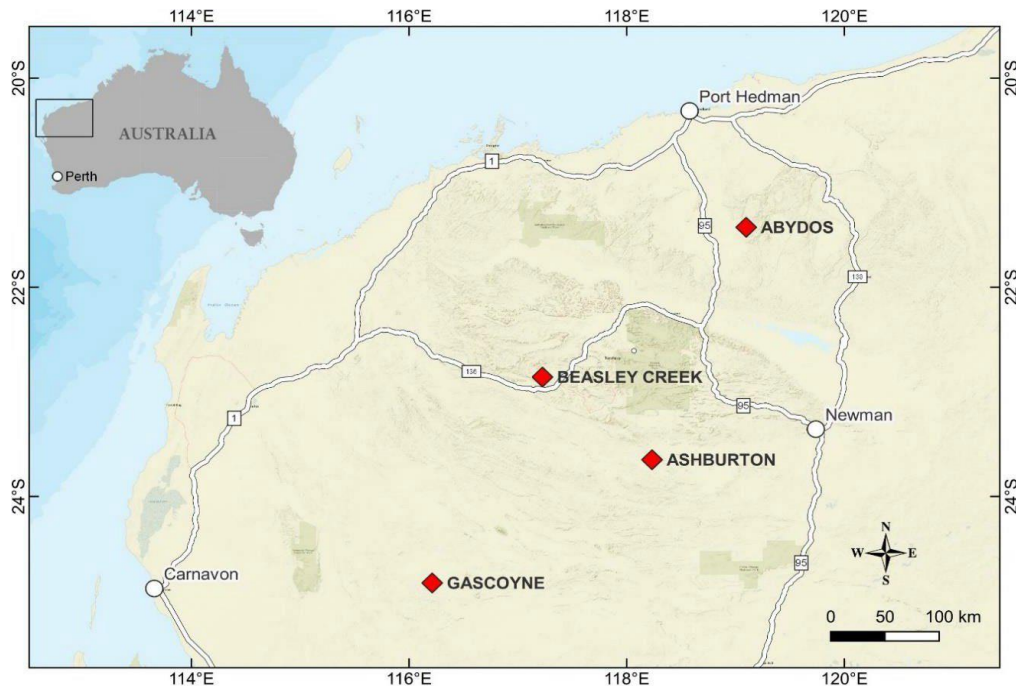 114°E
116°E
118°E
120°E
20°S
20°S
Port Hedman
AUSTRALIA
Perth
1
95
ABYDOS
138
22°S
22°S
136
BEASLEY CREEK
95
1
Newman
ASHBURTON
24°S
24°S
N
W
E
S
95
Carnavon
GASCOYNE
0
50
100 km
114°E
116°E
118°E
120°E